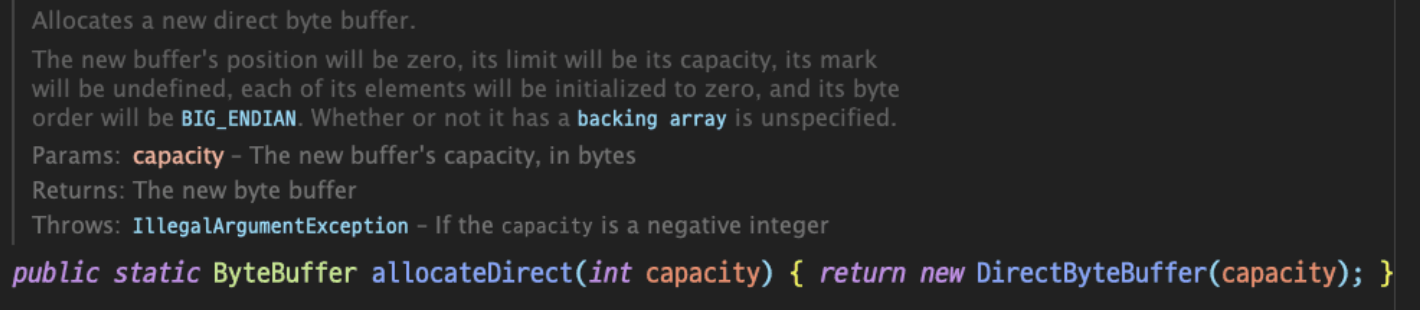 Allocates a new direct byte buffer.
The new buffer's position will be zero, its limit will be its capacity, its mark
will be undefined, each of its elements will be initialized to zero, and its byte
order will be BIG_ENDIAN. Whether or not it has a backing array is unspecified.
Params: capacity – The new buffer's capacity, in bytes
Returns: The new byte buffer
Throws: IllegalArgumentException – If the capacity is a negative integer
public static ByteBuffer allocateDirect(int capacity) { return new DirectByteBuffer(capacity); }